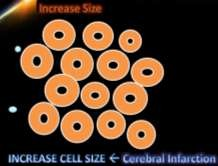 Increase Size
INCREASE CELL SIZE ← Cerebral Infarction